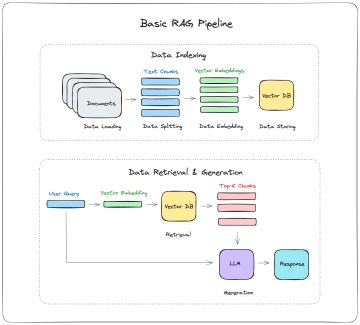 Basic RAG Pipeline
Data Indexing
Text Chunks
Vector Embeddings
Documents
Vector DB
Data Loading
Data Splitting
Data Embedding
Data Storing
Data Retrieval & Generation
Top-K Chunks
User Query
Vector Embedding
Vector DB
Retrieval
LLM
Response
Generation